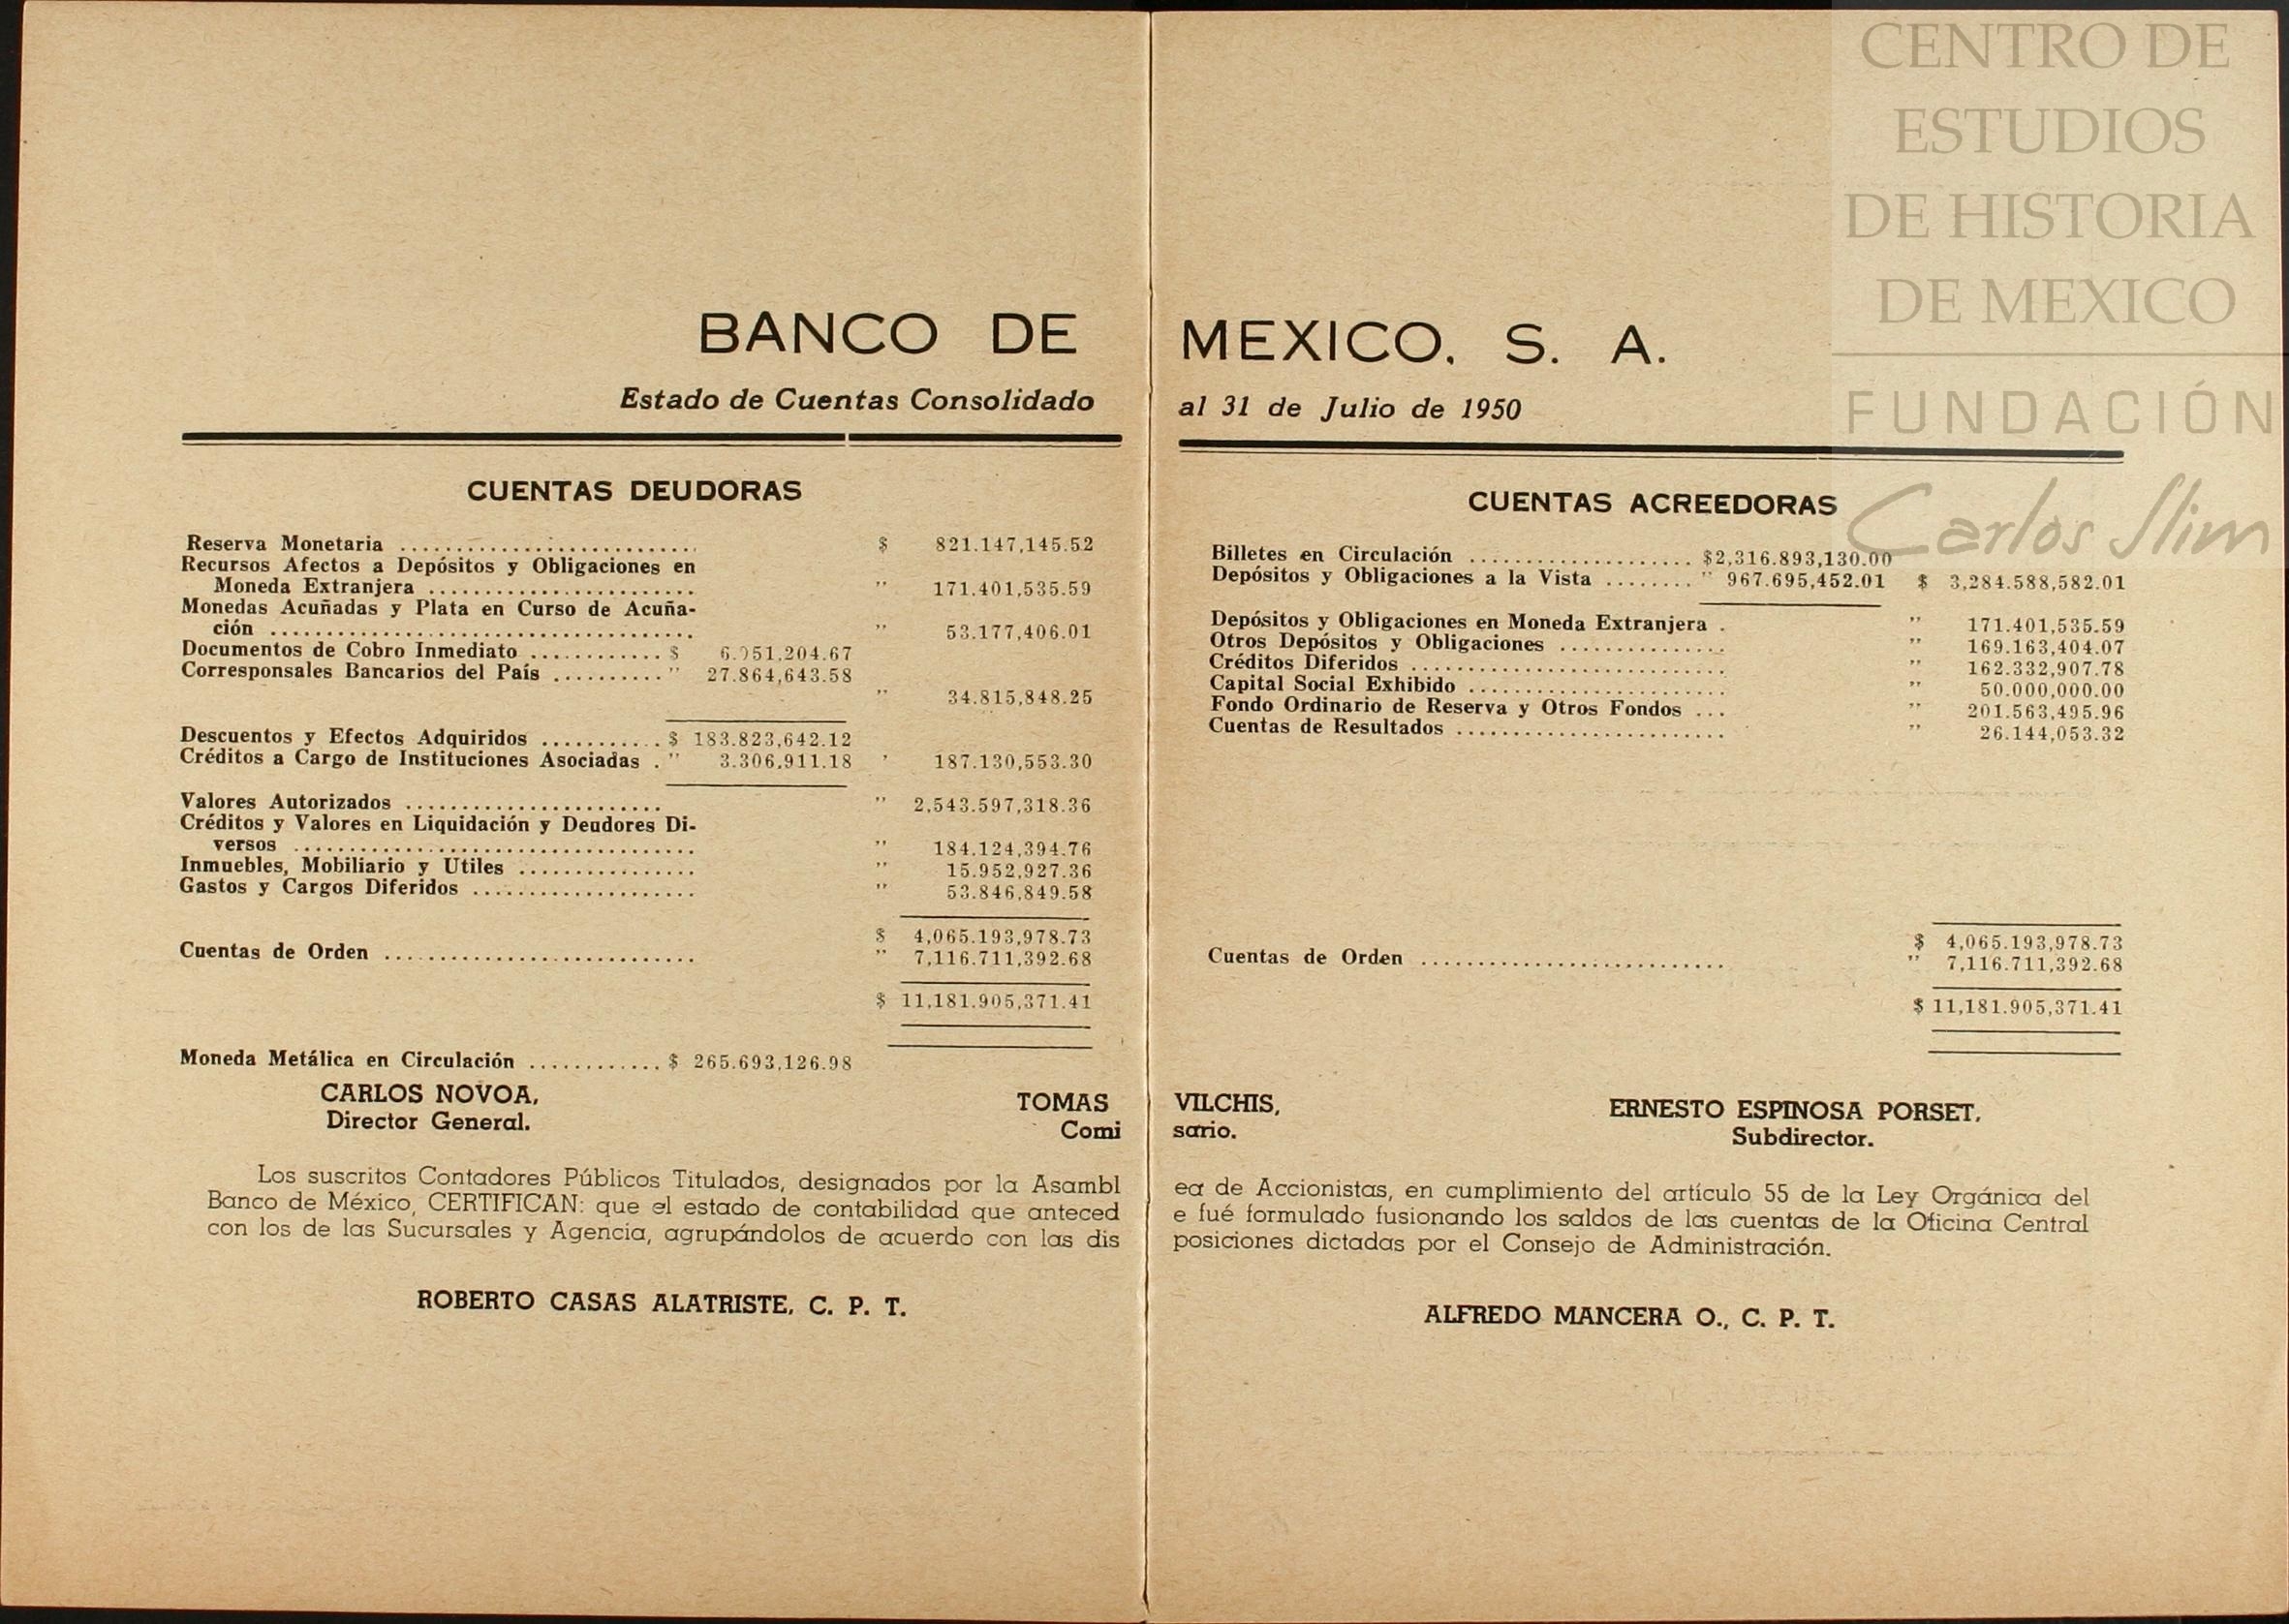 CENTRO DE
ESTUDIOS
DE HISTORIA
DE MEXICO
FUNDACIÓN
Carlos Slim
BANCO DE MEXICO, S. A.
Estado de Cuentas Consolidado al 31 de Julio de 1950
CUENTAS DEUDORAS
Reserva Monetaria .......................... $ 821.147,145.52
Recursos Afectos a Depósitos y Obligaciones en
Moneda Extranjera ........................ " 171.401,535.59
Monedas Acuñadas y Plata en Curso de Acuña-
ción ...................................... " 53.177,406.01
Documentos de Cobro Inmediato ............ $ 6.951,204.67
Corresponsales Bancarios del País .......... " 27.864,643.58
" 34.815,848.25
Descuentos y Efectos Adquiridos ........... $ 183.823,642.12
Créditos a Cargo de Instituciones Asociadas . " 3.306,911.18 ' 187.130,553.30
Valores Autorizados ....................... " 2,543.597,318.36
Créditos y Valores en Liquidación y Deudores Di-
versos .................................... " 184.124,394.76
Inmuebles, Mobiliario y Utiles ................ " 15.952,927.36
Gastos y Cargos Diferidos .................... " 53.846,849.58
$ 4,065.193,978.73
Cuentas de Orden ............................ " 7,116.711,392.68
$ 11,181.905,371.41
Moneda Metálica en Circulación ............ $ 265.693,126.98
CUENTAS ACREEDORAS
Billetes en Circulación .................... $2,316.893,130.00
Depósitos y Obligaciones a la Vista ........ " 967.695,452.01 $ 3,284.588,582.01
Depósitos y Obligaciones en Moneda Extranjera . " 171.401,535.59
Otros Depósitos y Obligaciones ............... " 169.163,404.07
Créditos Diferidos ............................ " 162.332,907.78
Capital Social Exhibido ....................... " 50.000,000.00
Fondo Ordinario de Reserva y Otros Fondos ... " 201.563,495.96
Cuentas de Resultados ........................ " 26.144,053.32
$ 4,065.193,978.73
Cuentas de Orden ........................... " 7,116.711,392.68
$ 11,181.905,371.41
CARLOS NOVOA, TOMAS VILCHIS, ERNESTO ESPINOSA PORSET,
Director General. Comisario. Subdirector.
Los suscritos Contadores Públicos Titulados, designados por la Asamblea de Accionistas, en cumplimiento del artículo 55 de la Ley Orgánica del
Banco de México, CERTIFICAN: que el estado de contabilidad que antecede fué formulado fusionando los saldos de las cuentas de la Oficina Central
con los de las Sucursales y Agencia, agrupándolos de acuerdo con las disposiciones dictadas por el Consejo de Administración.
ROBERTO CASAS ALATRISTE, C. P. T. ALFREDO MANCERA O., C. P. T.